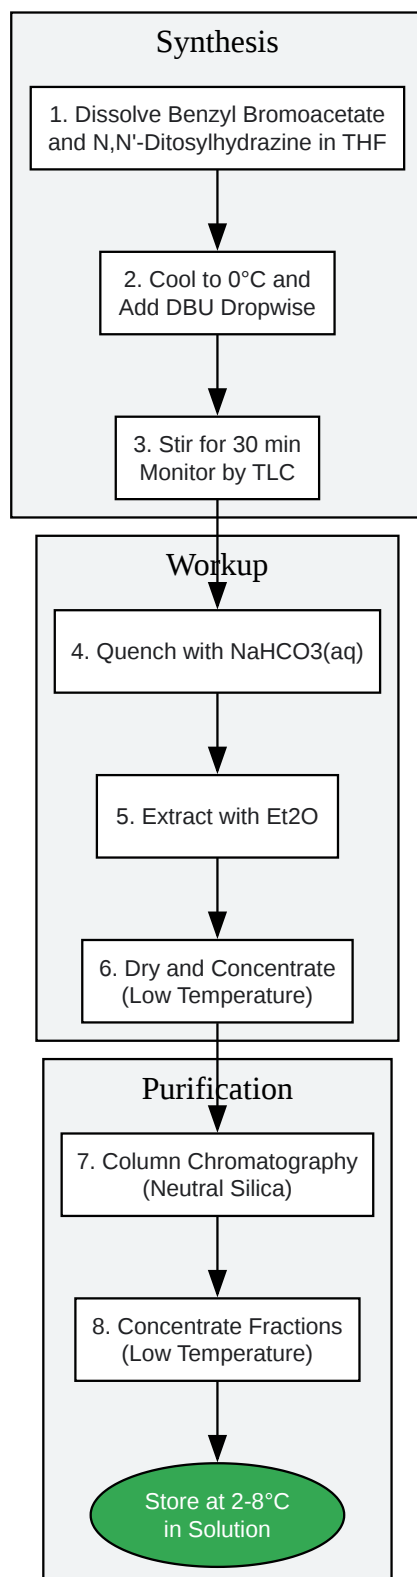 Synthesis
1. Dissolve Benzyl Bromoacetate
and N,N'-Ditosylhydrazine in THF
2. Cool to 0°C and
Add DBU Dropwise
3. Stir for 30 min
Monitor by TLC
Workup
4. Quench with NaHCO3(aq)
5. Extract with Et2O
6. Dry and Concentrate
(Low Temperature)
Purification
7. Column Chromatography
(Neutral Silica)
8. Concentrate Fractions
(Low Temperature)
Store at 2-8°C
in Solution